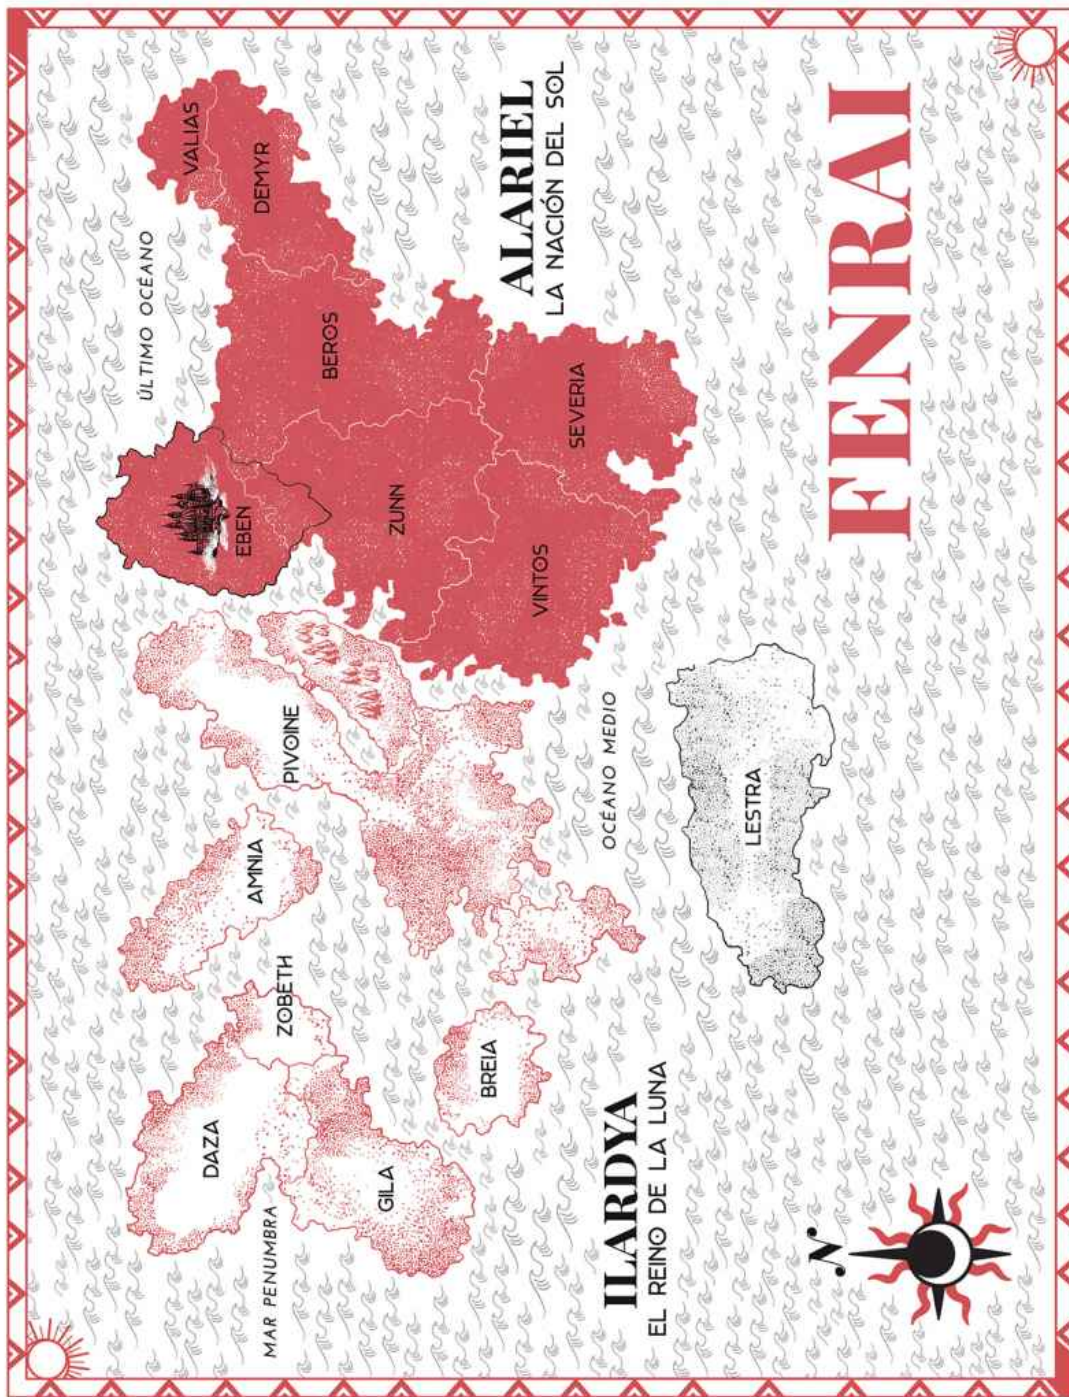 ÚLTIMO OCÉANO
VALIAS
DEMYR
EBEN
BEROS
ZUNN
SEVERIA
VINTOS
ALARIEL
LA NACIÓN DEL SOL
PIVOINE
AMNIA
ZOBETH
DAZA
MAR PENUMBRA
GILA
BREIA
OCÉANO MEDIO
ILARDYA
EL REINO DE LA LUNA
LESTRA
N
FENRAI